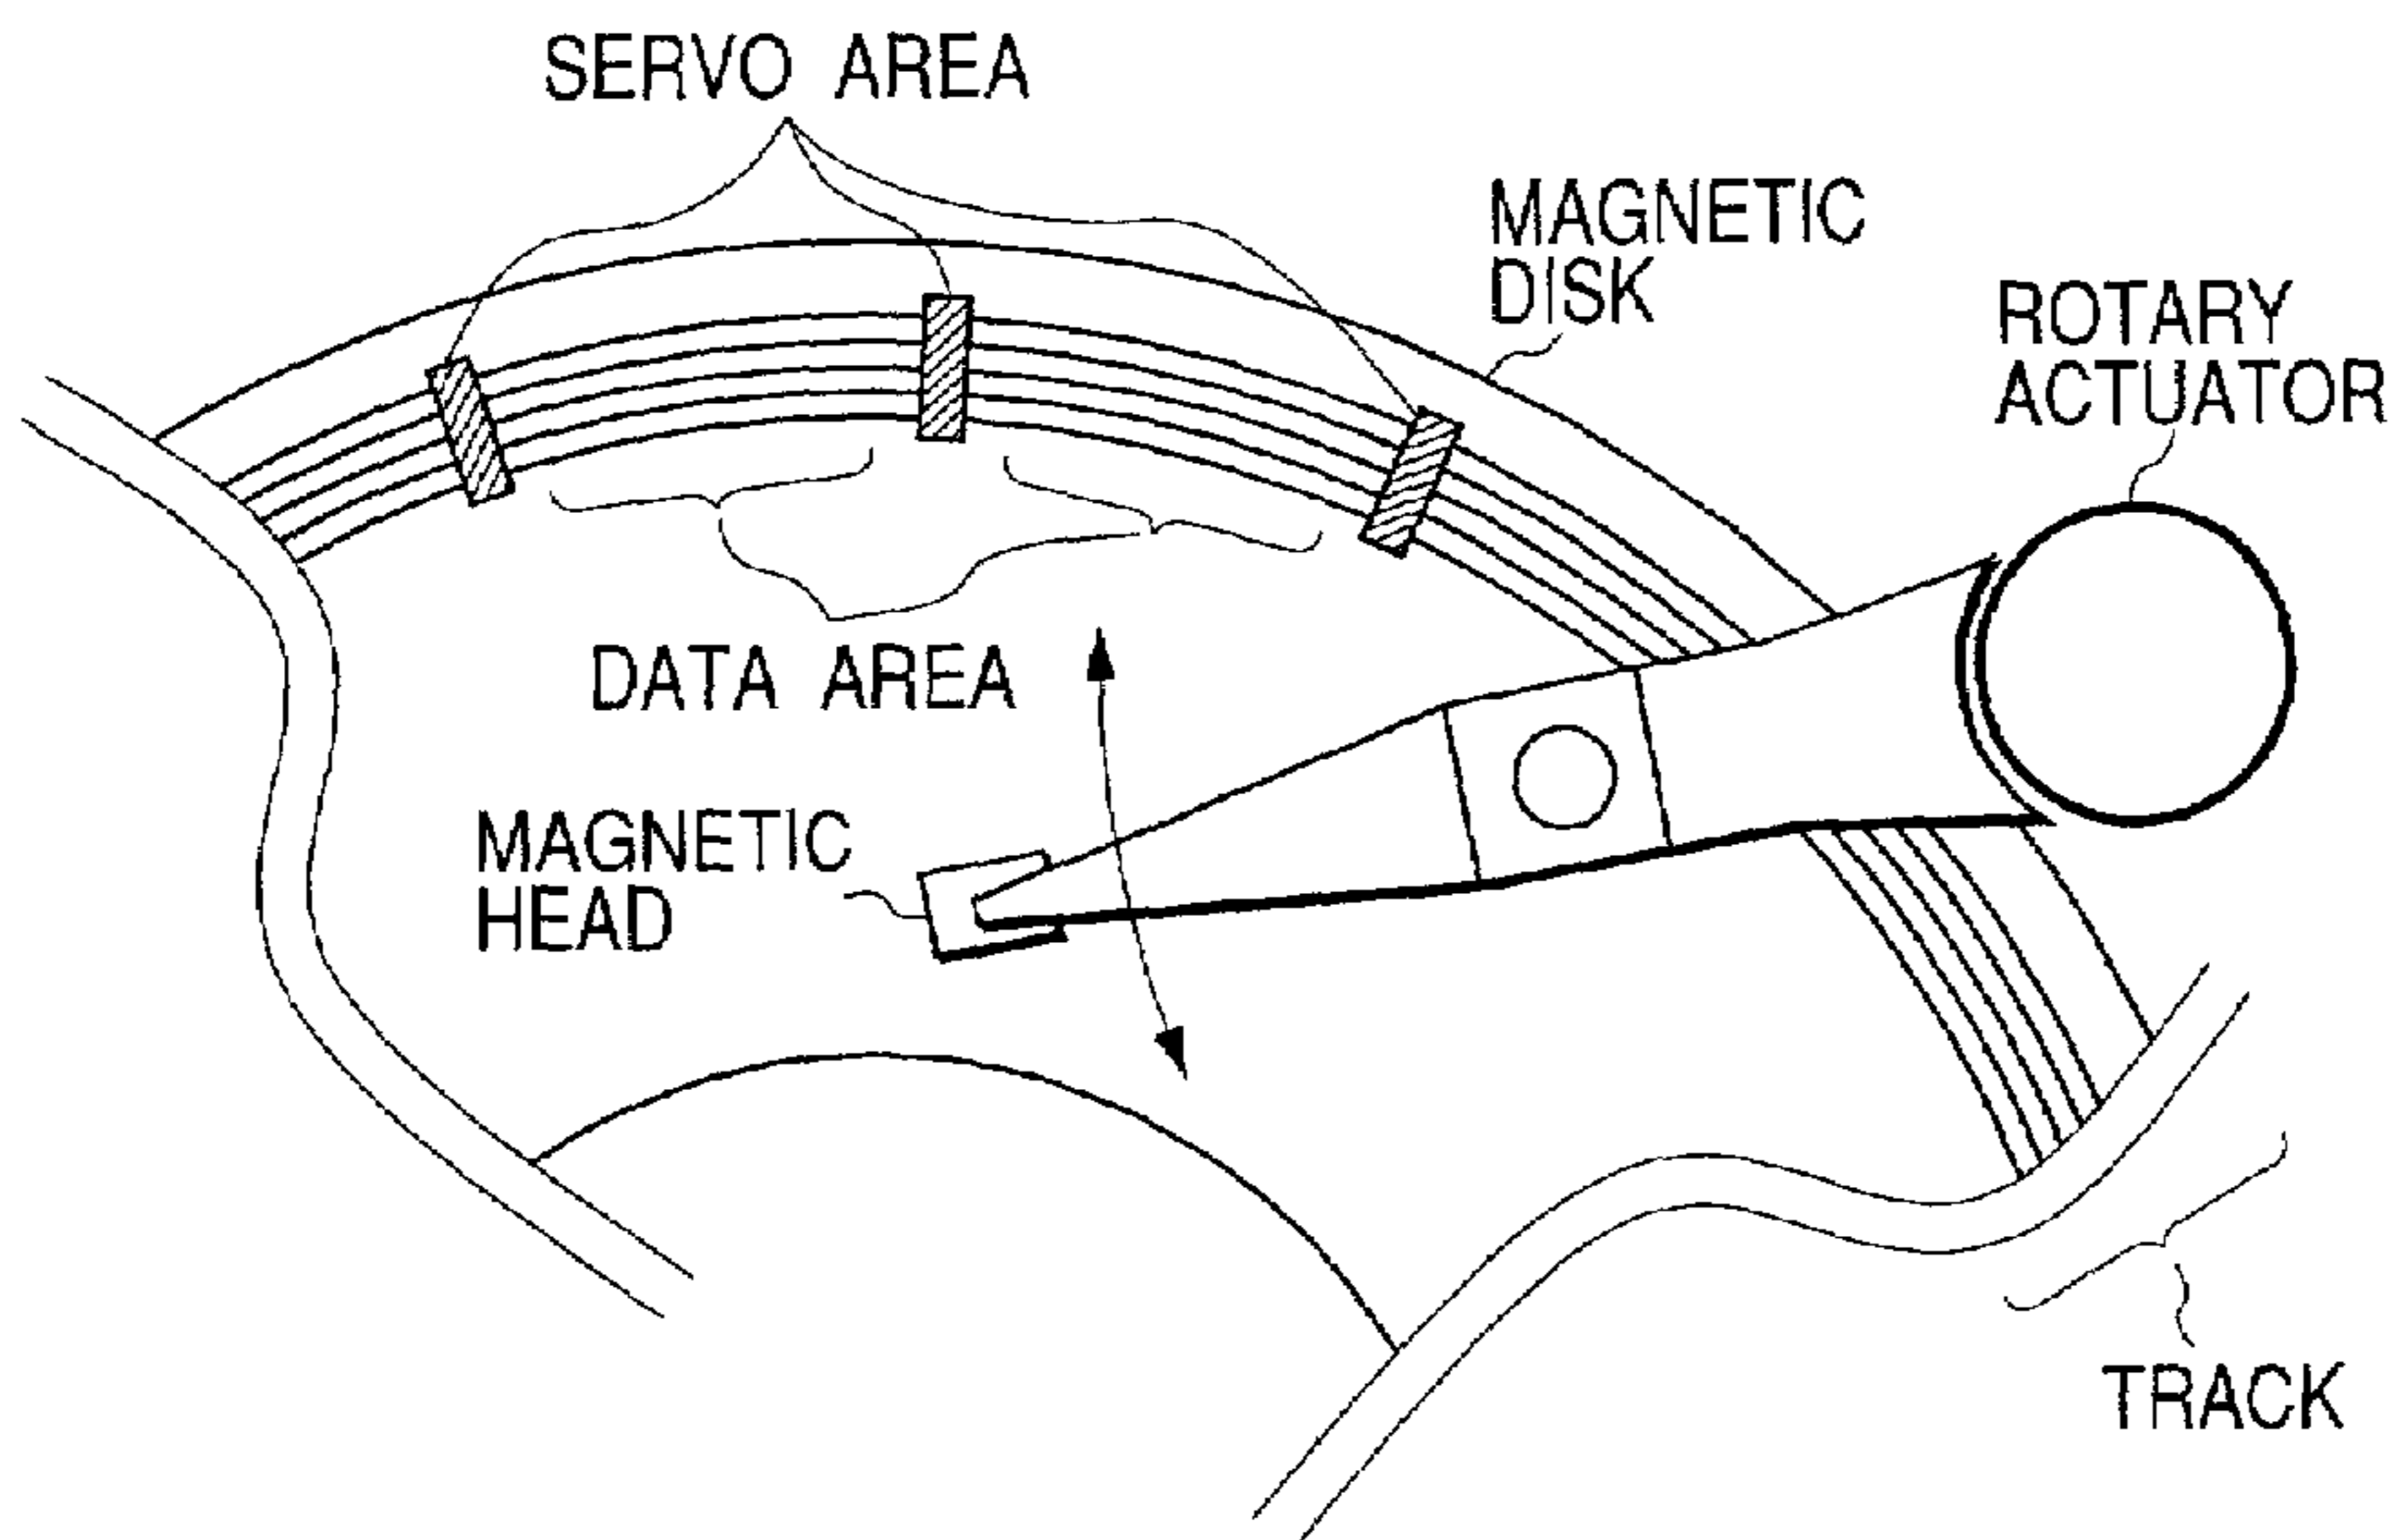 SERVO AREA
MAGNETIC
DISK
ROTARY
ACTUATOR
DATA AREA
MAGNETIC
HEAD
TRACK